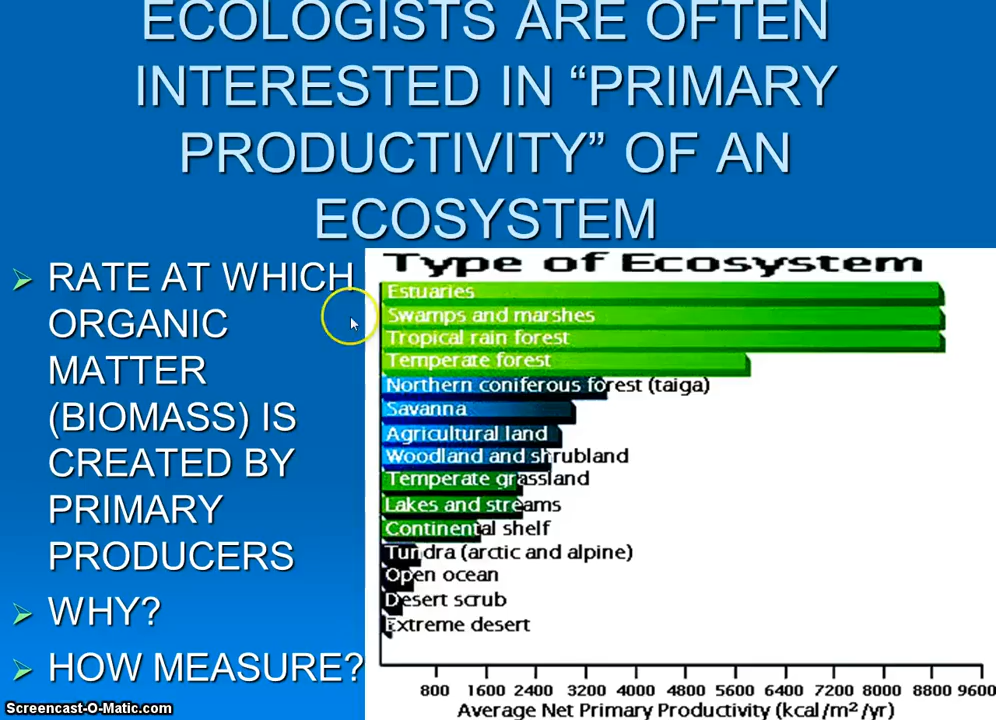 ECOLOGISTS ARE OFTEN
INTERESTED IN “PRIMARY
PRODUCTIVITY” OF AN
ECOSYSTEM
RATE AT WHICH
ORGANIC
MATTER
(BIOMASS) IS
CREATED BY
PRIMARY
PRODUCERS
WHY?
HOW MEASURE?
Type of Ecosystem
Estuaries
Swamps and marshes
Tropical rain forest
Temperate forest
Northern coniferous forest (taiga)
Savanna
Agricultural land
Woodland and shrubland
Temperate grassland
Lakes and streams
Continental shelf
Tundra (arctic and alpine)
Open ocean
Desert scrub
Extreme desert
800 1600 2400 3200 4000 4800 5600 6400 7200 8000 8800 9600
Average Net Primary Productivity (kcal/m²/yr)
Screencast-O-Matic.com